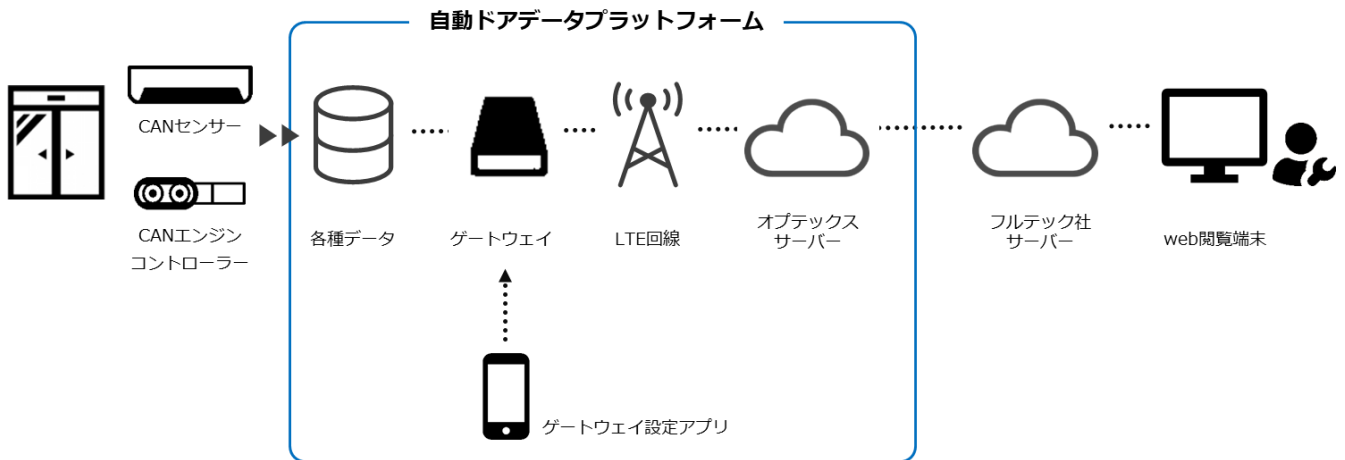 自動ドアデータプラットフォーム
CANセンサー
CANエンジン
コントローラー
各種データ
ゲートウェイ
LTE回線
オプテックス
サーバー
フルテック社
サーバー
web閲覧端末
ゲートウェイ設定アプリ